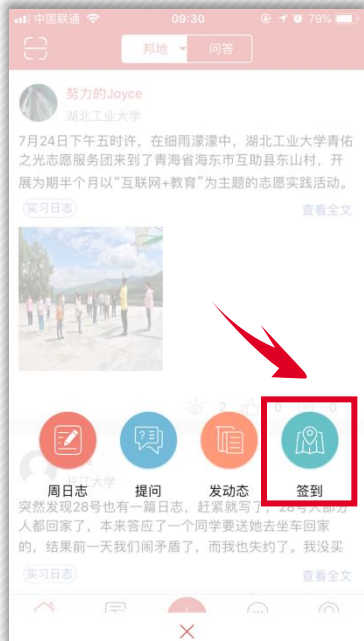 中国联通 09:30 79%
邦地 问答
努力的Joyce
湖北工业大学
7月24日下午五时许，在细雨濛濛中，湖北工业大学青佑
之光志愿服务团来到了青海省海东市互助县东山村，开
展为期半个月以“互联网+教育”为主题的志愿实践活动。
实习日志 查看全文
2 0 0
周日志 提问 发动态 签到
长江大学
突然发现28号也有一篇日志，赶紧就写了，28号大部分
人都回家了，本来答应了一个同学要送她去坐车回家
的，结果前一天我们闹矛盾了，而我也失约了。我没买
实习日志 查看全文